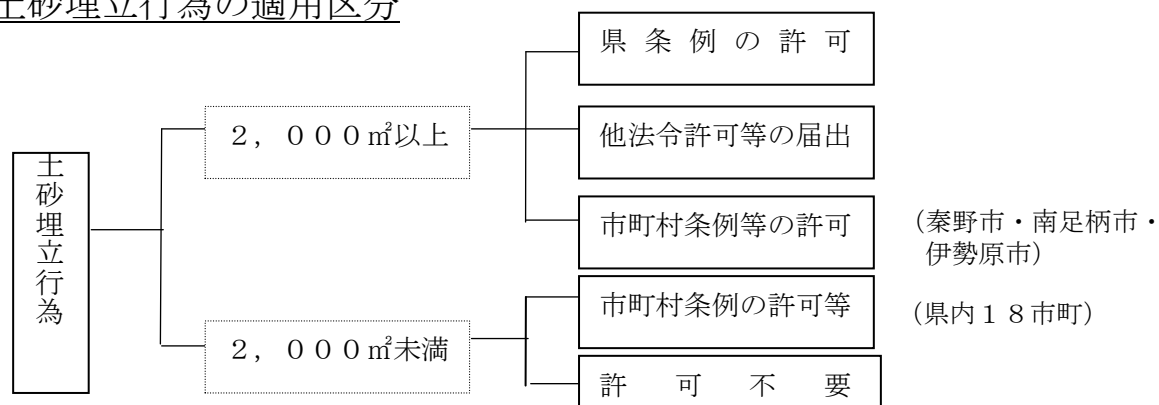 土砂埋立行為の適用区分
県条例の許可
２，０００㎡以上
他法令許可等の届出
土砂埋立行為
市町村条例等の許可
（秦野市・南足柄市・
伊勢原市）
市町村条例の許可等
（県内１８市町）
２，０００㎡未満
許可不要